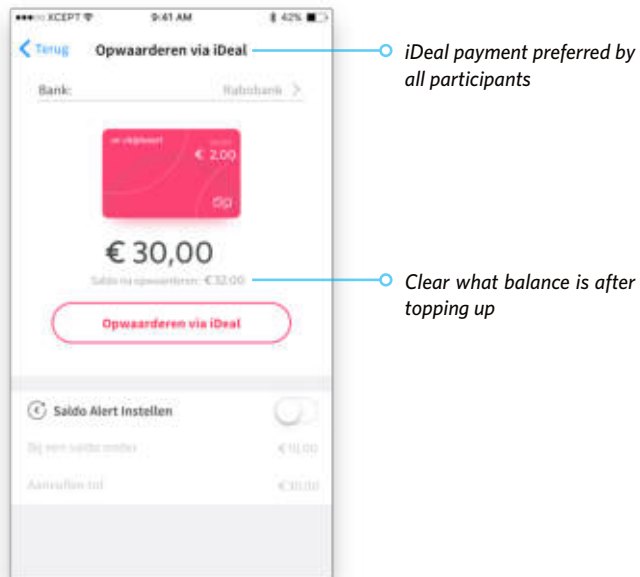 XCEPT 9:41 AM 42%
Terug Opwaarderen via iDeal
iDeal payment preferred by
all participants
Bank: Rabobank
€ 2,00
€ 30,00
Saldo na opwaarderen: € 32,00
Clear what balance is after
topping up
Opwaarderen via iDeal
Saldo Alert Instellen
Bij een saldo onder €10,00
Aanvullen tot €30,00